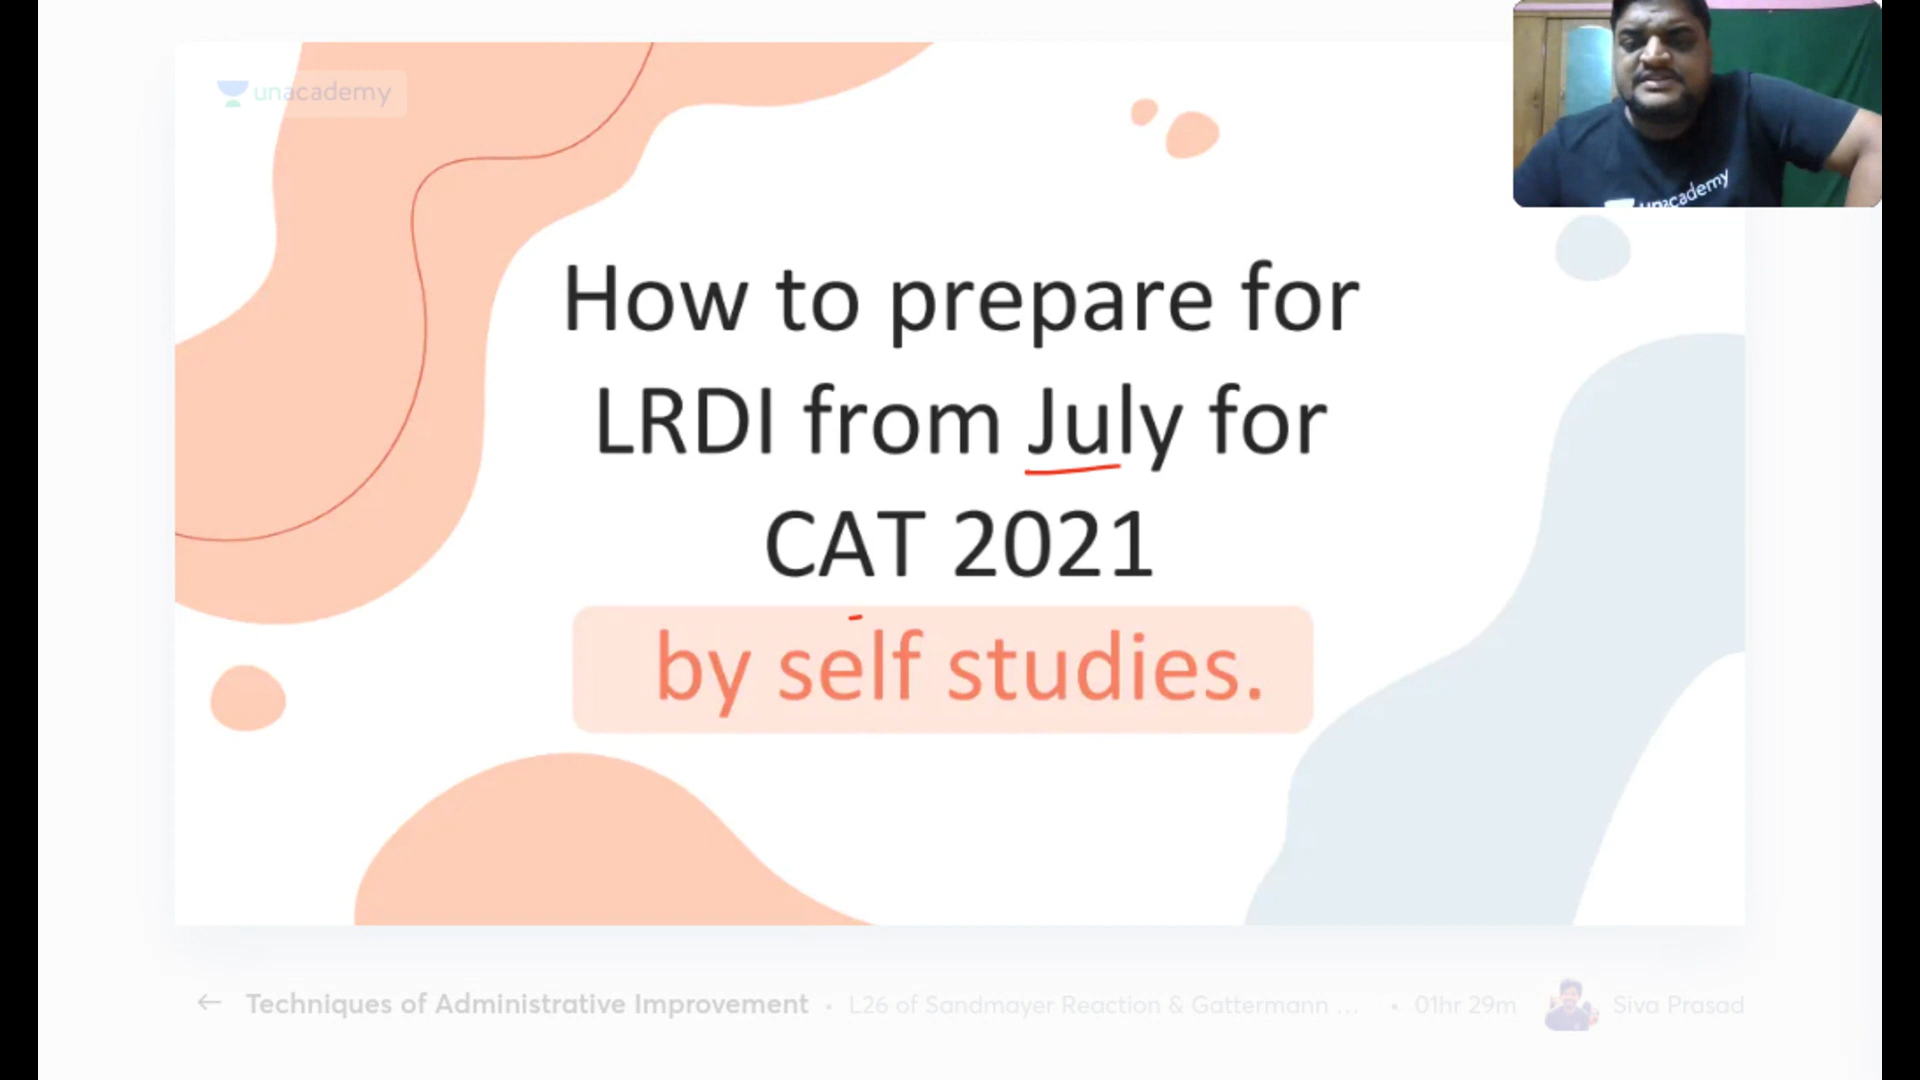 unacademy
unacademy
How to prepare for
LRDI from July for
CAT 2021
by self studies.
Techniques of Administrative Improvement • L26 of Sandmayer Reaction & Gattermann ... • 01hr 29m Siva Prasad